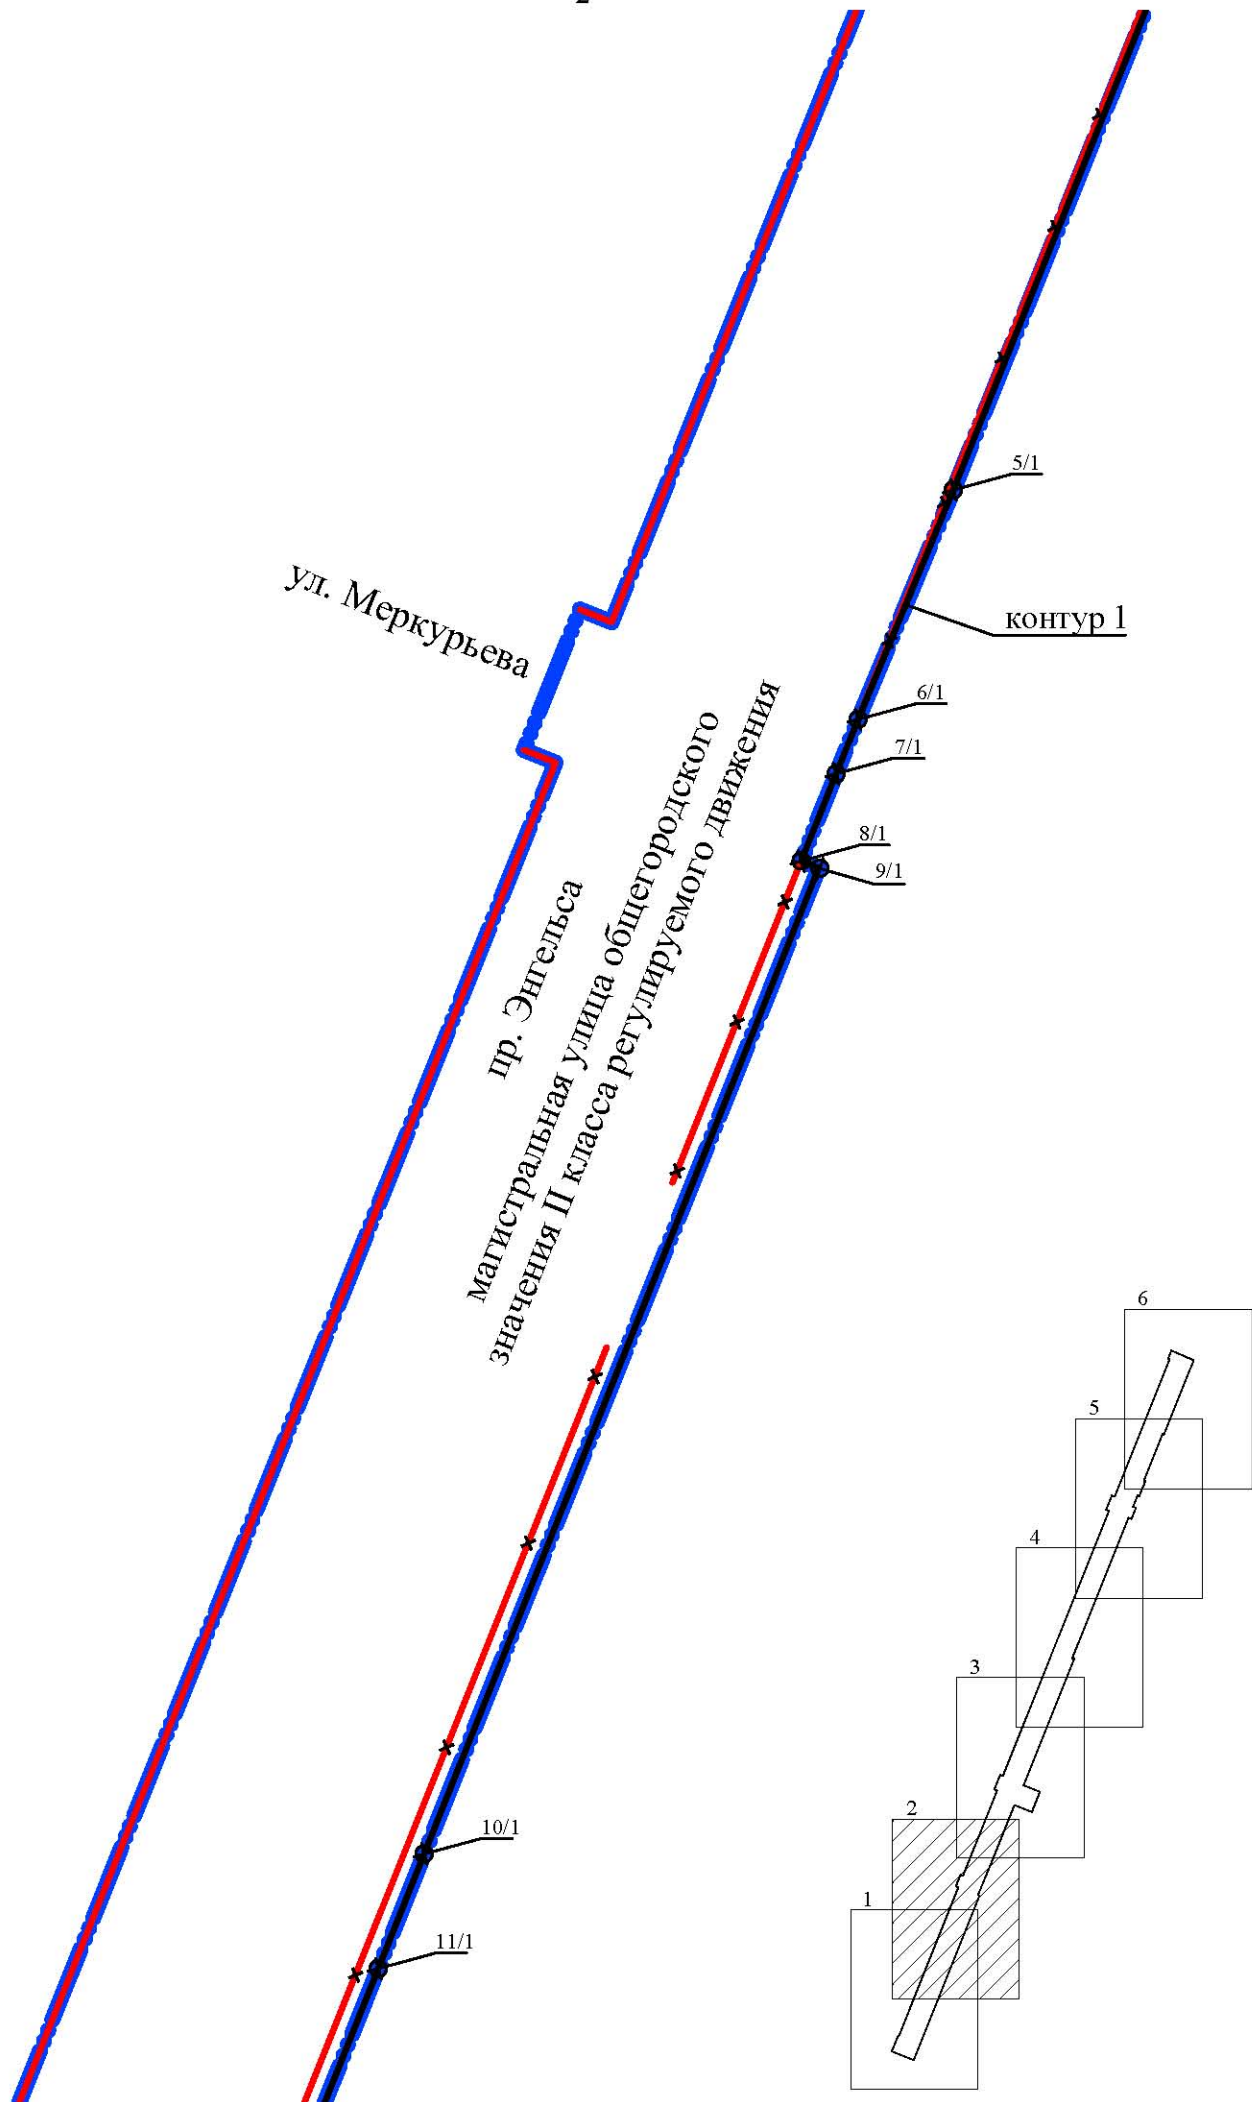 2
5/1
ул. Меркурьева
контур 1
6/1
7/1
8/1
9/1
пр. Энгельса
магистральная улица общегородского
значения II класса регулируемого движения
6
5
4
3
2
1
10/1
11/1